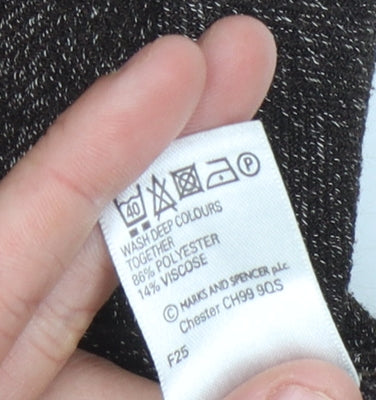 40 P
WASH DEEP COLOURS
TOGETHER
86% POLYESTER
14% VISCOSE
© MARKS AND SPENCER p.l.c.
Chester CH99 9QS
F25